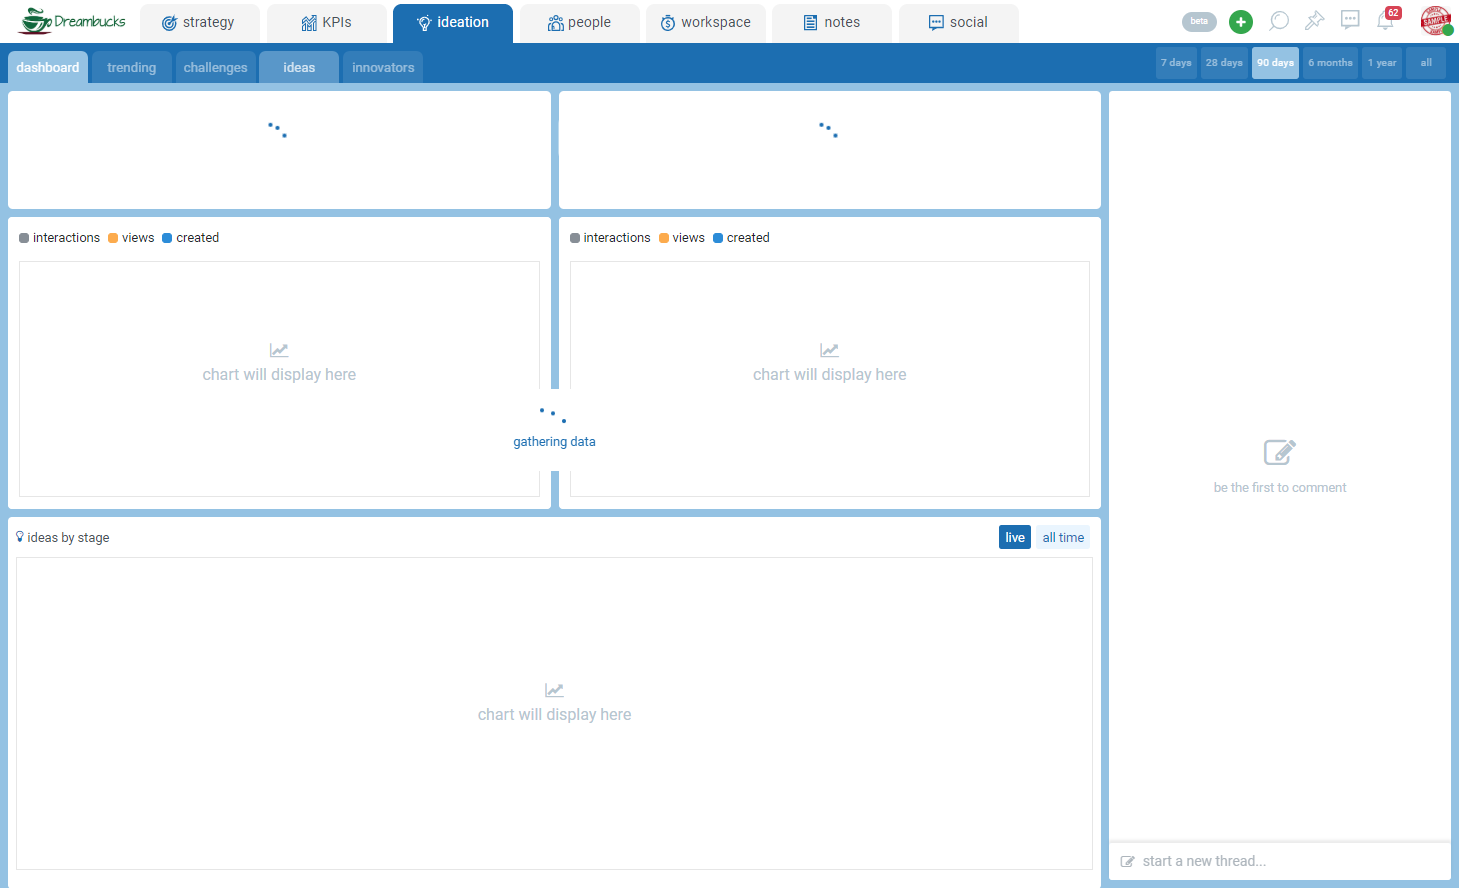 Dreambucks
strategy
KPIs
ideation
people
workspace
notes
social
beta
62
SAMPLE
dashboard
trending
challenges
ideas
innovators
7 days
28 days
90 days
6 months
1 year
all
interactions views created
interactions views created
chart will display here
chart will display here
gathering data
be the first to comment
ideas by stage
live
all time
chart will display here
start a new thread...